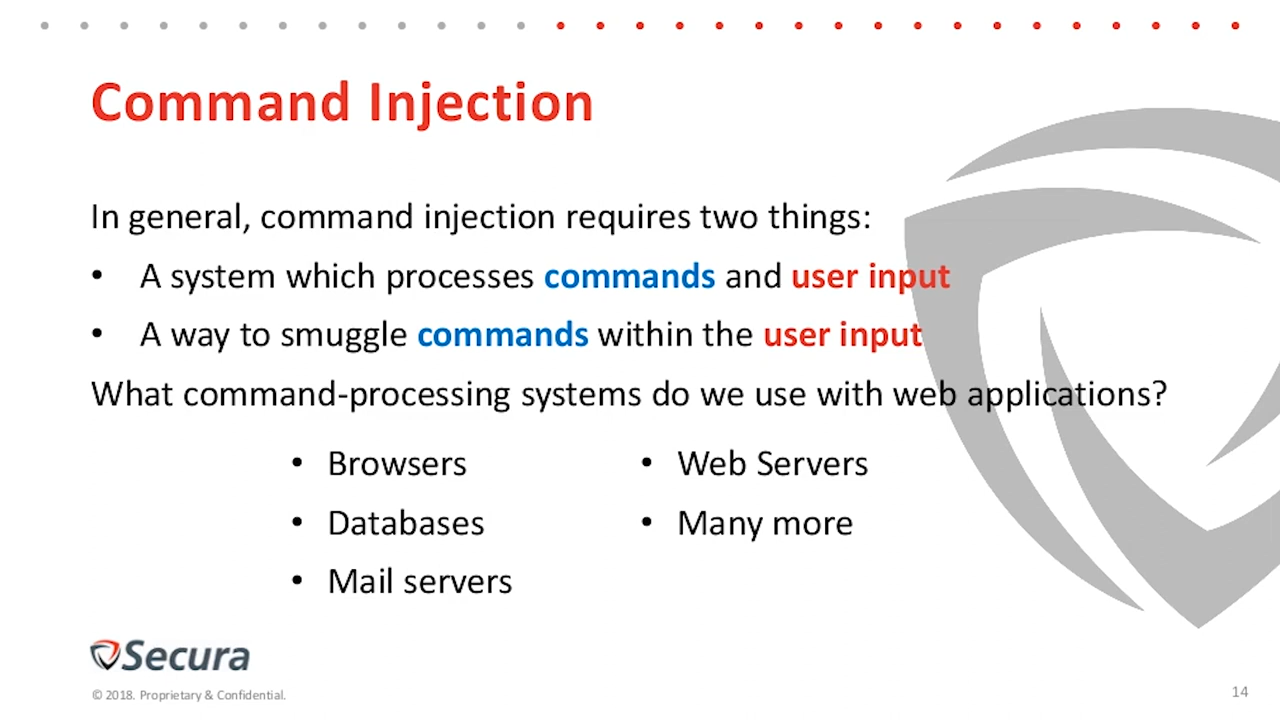 Command Injection
In general, command injection requires two things:
• A system which processes commands and user input
• A way to smuggle commands within the user input
What command-processing systems do we use with web applications?
• Browsers
• Databases
• Mail servers
• Web Servers
• Many more
Secura
© 2018. Proprietary & Confidential.
14